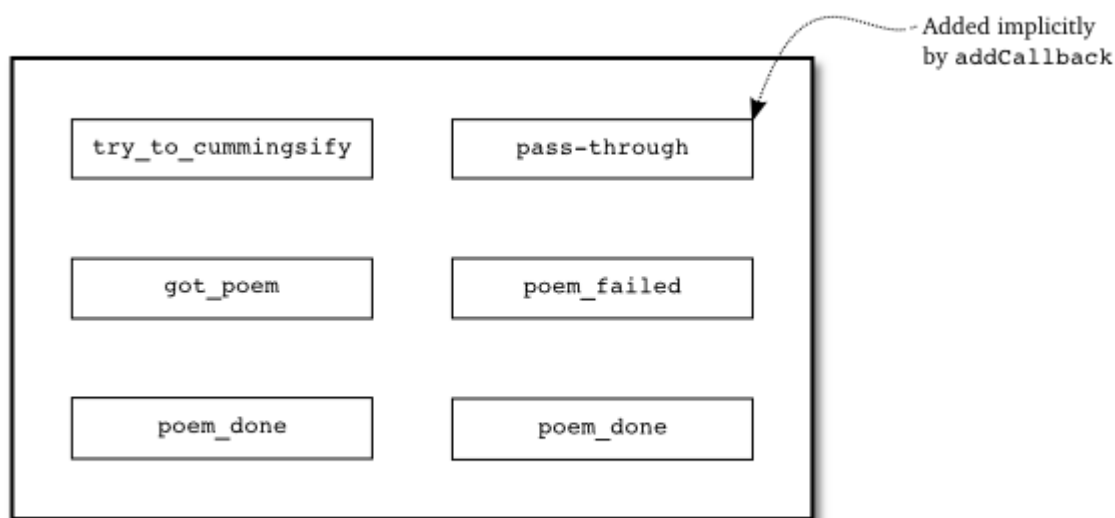 Added implicitly
by addCallback
try_to_cummingsify
pass-through
got_poem
poem_failed
poem_done
poem_done